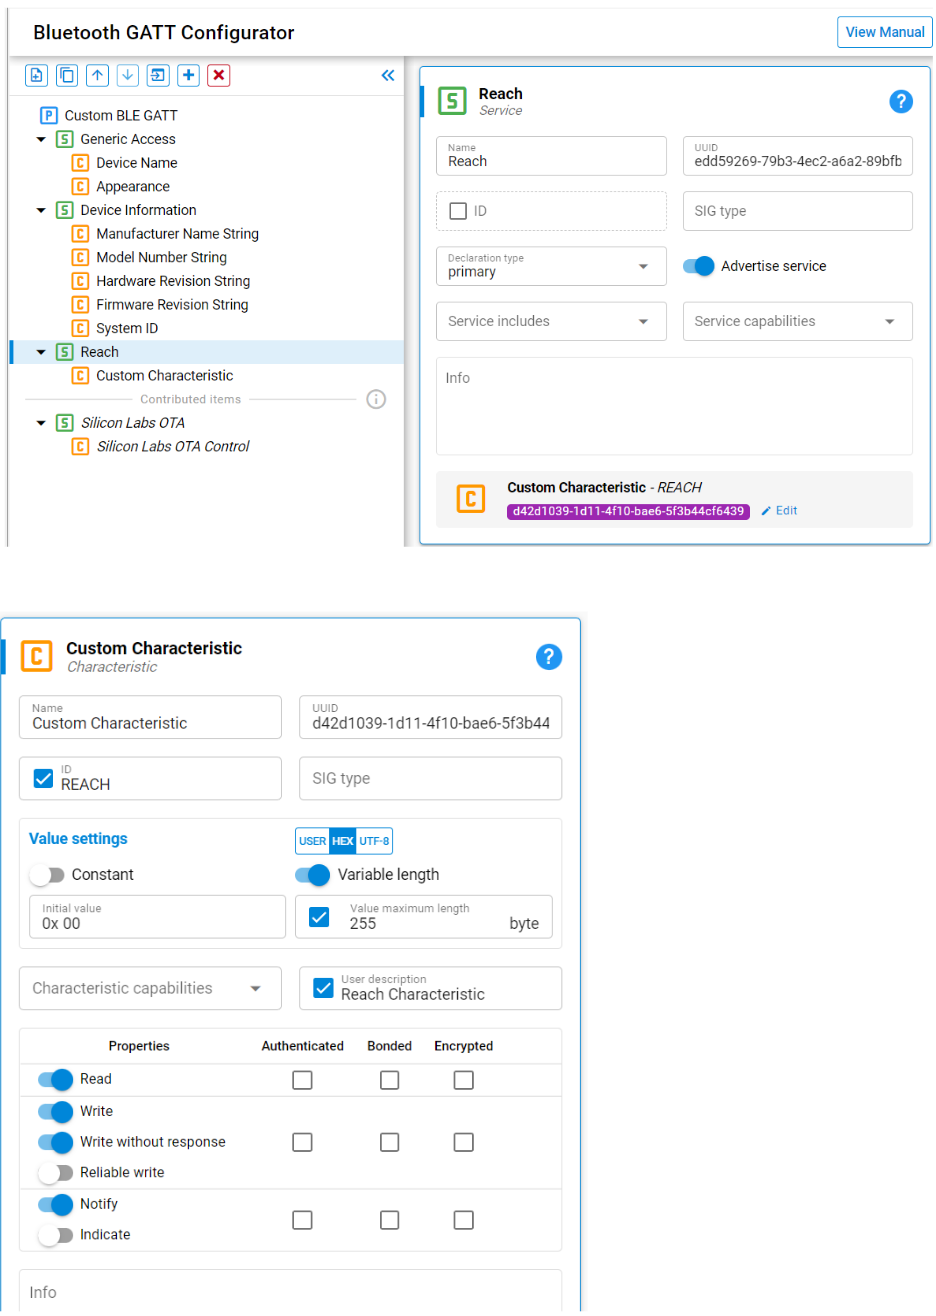 Bluetooth GATT Configurator
View Manual
P Custom BLE GATT
S Generic Access
C Device Name
C Appearance
S Device Information
C Manufacturer Name String
C Model Number String
C Hardware Revision String
C Firmware Revision String
C System ID
S Reach
C Custom Characteristic
Contributed items
S Silicon Labs OTA
C Silicon Labs OTA Control
S Reach
Service
?
Name
Reach
UUID
edd59269-79b3-4ec2-a6a2-89bfb
ID
SIG type
Declaration type
primary
Advertise service
Service includes
Service capabilities
Info
C Custom Characteristic - REACH
d42d1039-1d11-4f10-bae6-5f3b44cf6439 Edit
C Custom Characteristic
Characteristic
?
Name
Custom Characteristic
UUID
d42d1039-1d11-4f10-bae6-5f3b44
ID
REACH
SIG type
Value settings
USER HEX UTF-8
Constant
Variable length
Initial value
0x 00
Value maximum length
255 byte
Characteristic capabilities
User description
Reach Characteristic
Properties Authenticated Bonded Encrypted
Read
Write
Write without response
Reliable write
Notify
Indicate
Info